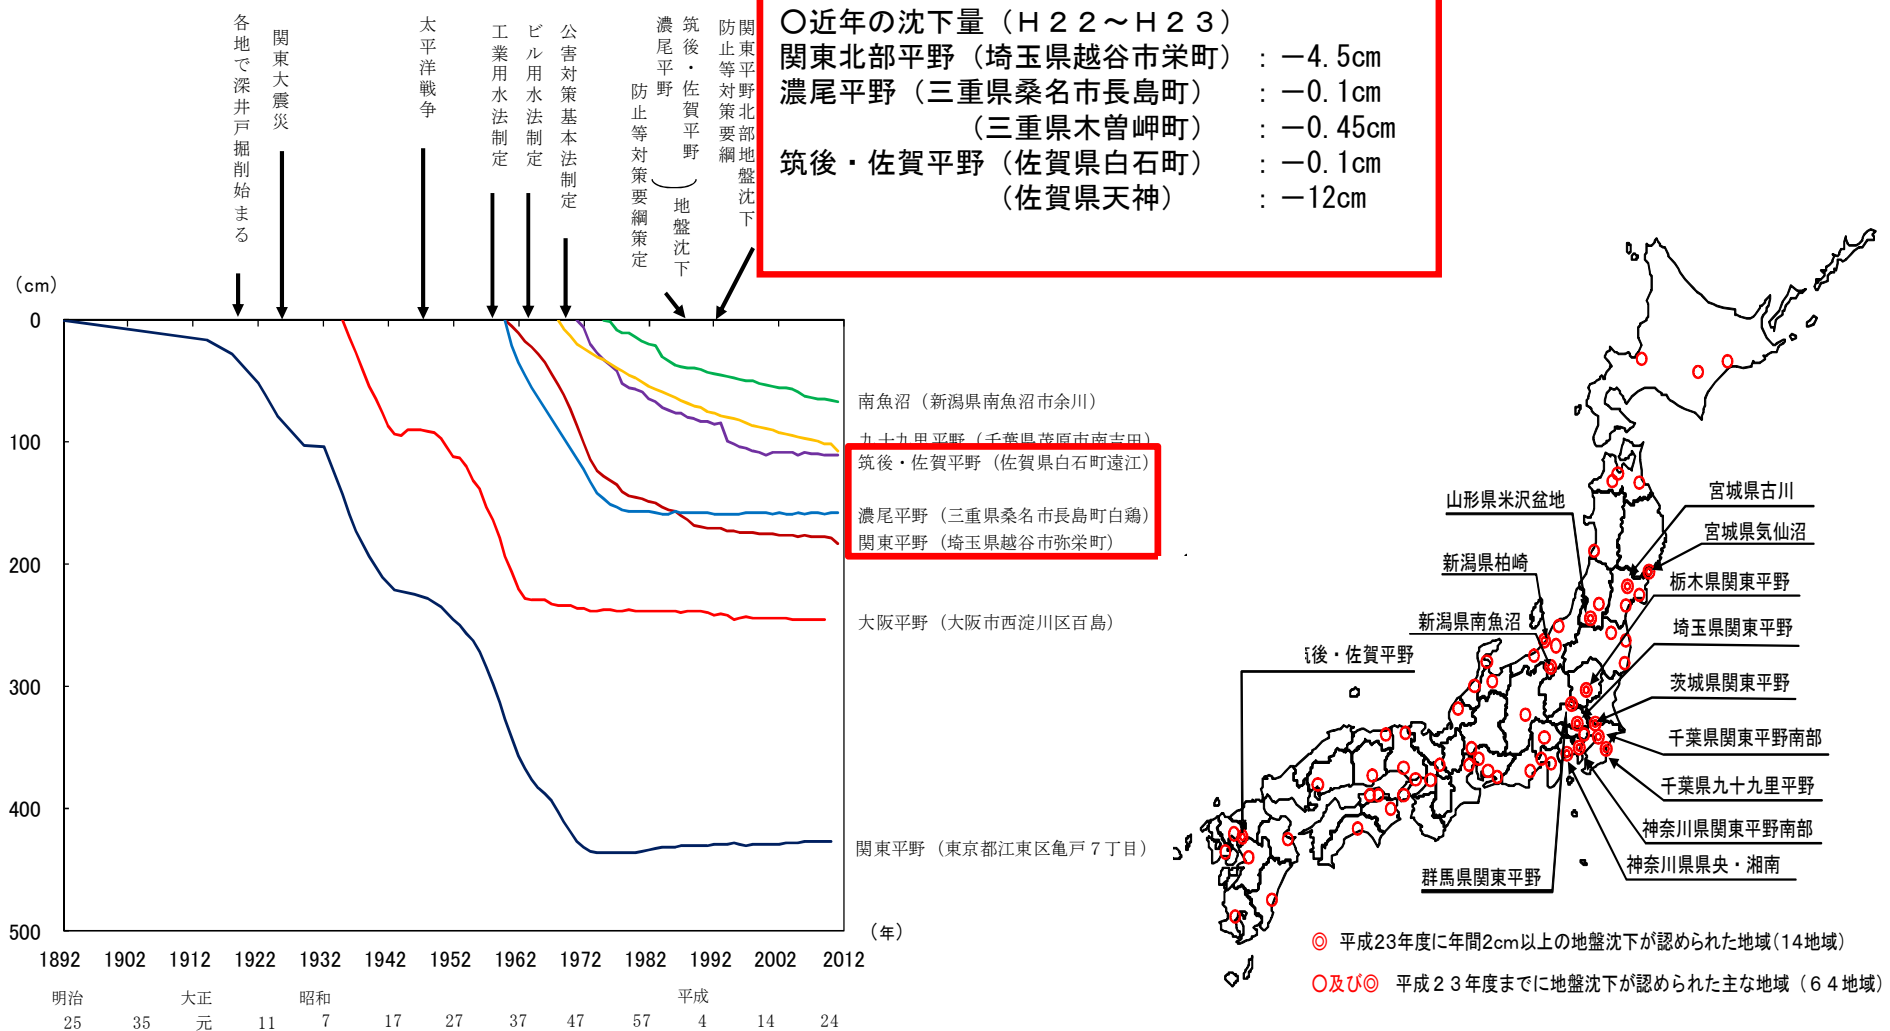 〇近年の沈下量（Ｈ２２～Ｈ２３）
関東北部平野（埼玉県越谷市栄町）：－4.5cm
濃尾平野（三重県桑名市長島町）：－0.1cm
（三重県木曽岬町）：－0.45cm
筑後・佐賀平野（佐賀県白石町）：－0.1cm
（佐賀県天神）：－12cm
各地で深井戸掘削始まる
関東大震災
太平洋戦争
工業用水法制定
ビル用水法制定
公害対策基本法制定
濃尾平野
筑後・佐賀平野
地盤沈下
防止等対策要綱策定
関東平野北部地盤沈下
防止等対策要綱
（cm）
0
100
200
300
400
500
（年）
1892 1902 1912 1922 1932 1942 1952 1962 1972 1982 1992 2002 2012
明治 大正 昭和 平成
25 35 元 11 7 17 27 37 47 57 4 14 24
南魚沼（新潟県南魚沼市余川）
九十九里平野（千葉県茂原市南吉田）
筑後・佐賀平野（佐賀県白石町遠江）
濃尾平野（三重県桑名市長島町白鶏）
関東平野（埼玉県越谷市弥栄町）
大阪平野（大阪市西淀川区百島）
関東平野（東京都江東区亀戸７丁目）
山形県米沢盆地
宮城県古川
宮城県気仙沼
新潟県柏崎
栃木県関東平野
新潟県南魚沼
埼玉県関東平野
後・佐賀平野
茨城県関東平野
千葉県関東平野南部
千葉県九十九里平野
神奈川県関東平野南部
神奈川県県央・湘南
群馬県関東平野
◎ 平成23年度に年間2cm以上の地盤沈下が認められた地域(14地域)
〇及び◎ 平成２３年度までに地盤沈下が認められた主な地域（６４地域）